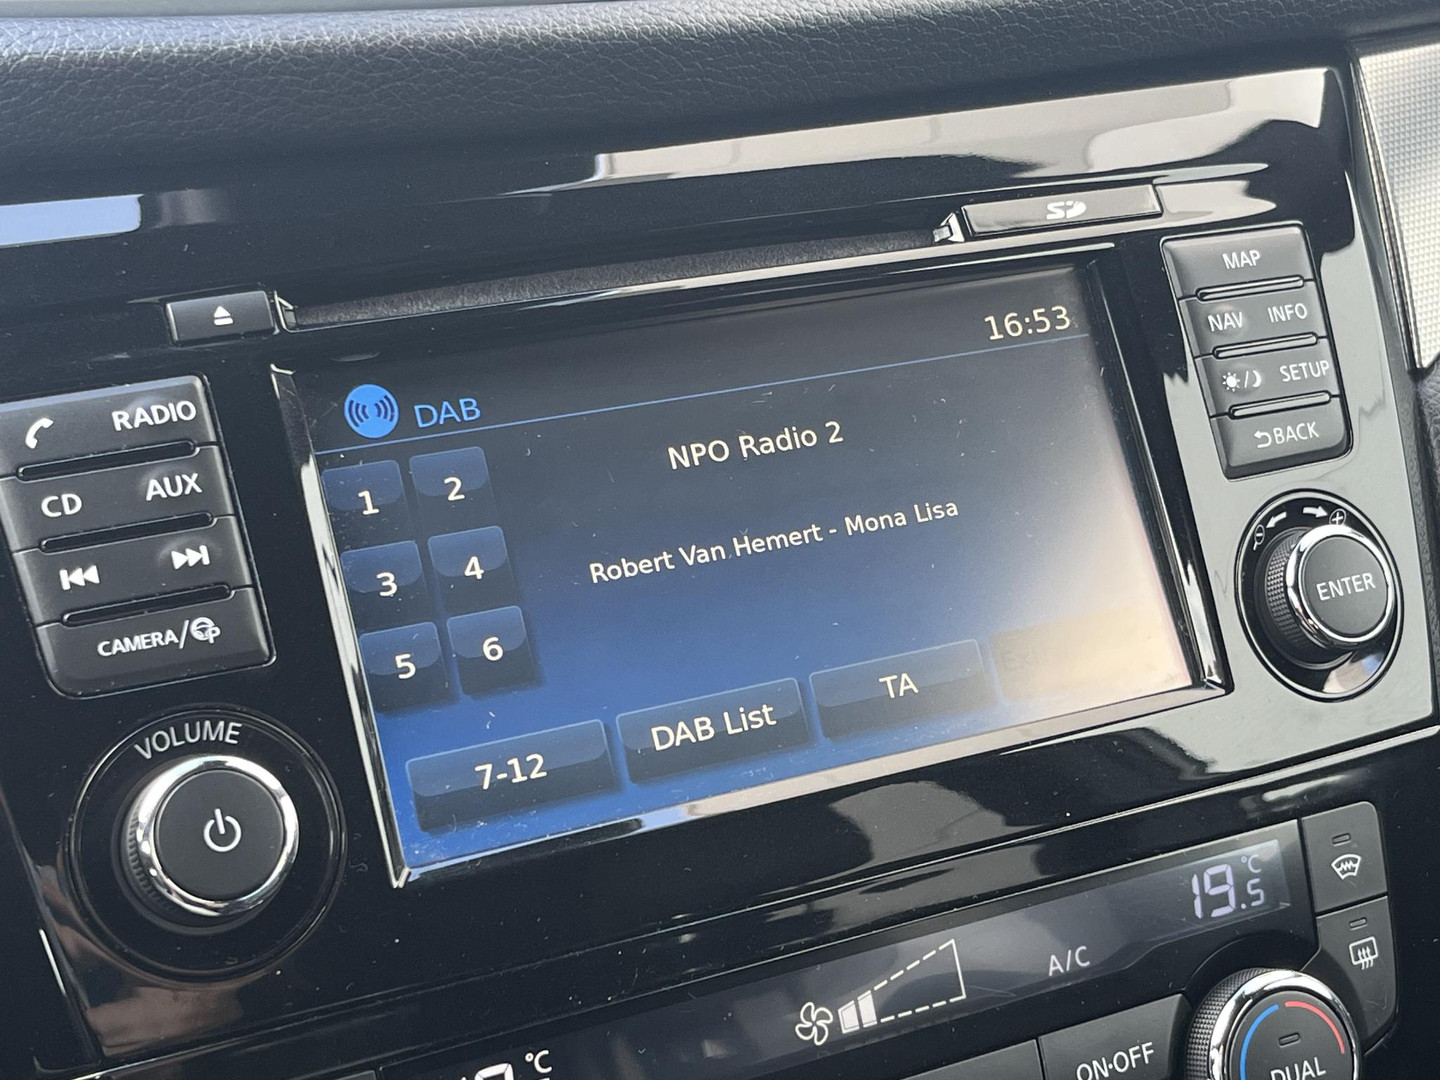 SD
MAP
NAV INFO
SETUP
BACK
ENTER
16:53
DAB
NPO Radio 2
Robert Van Hemert - Mona Lisa
1 2
3 4
5 6
7-12 DAB List TA
RADIO
CD AUX
CAMERA/
VOLUME
19.5 °C
A/C
°C
ON·OFF
DUAL